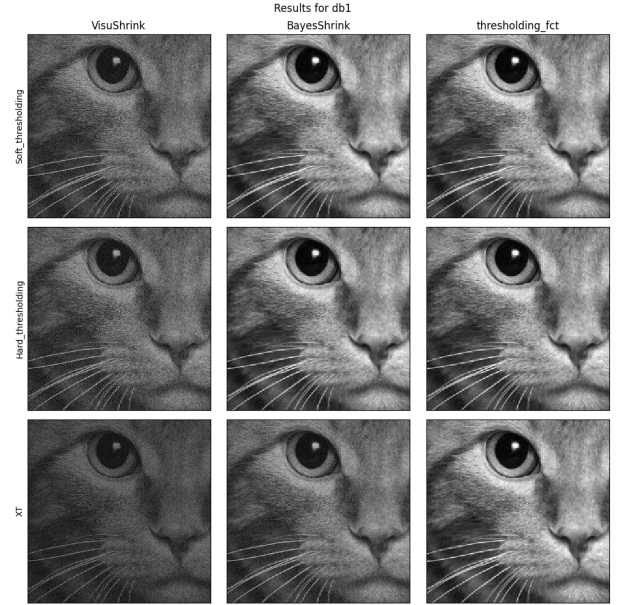 Results for db1
VisuShrink
BayesShrink
thresholding_fct
Soft_thresholding
Hard_thresholding
XT